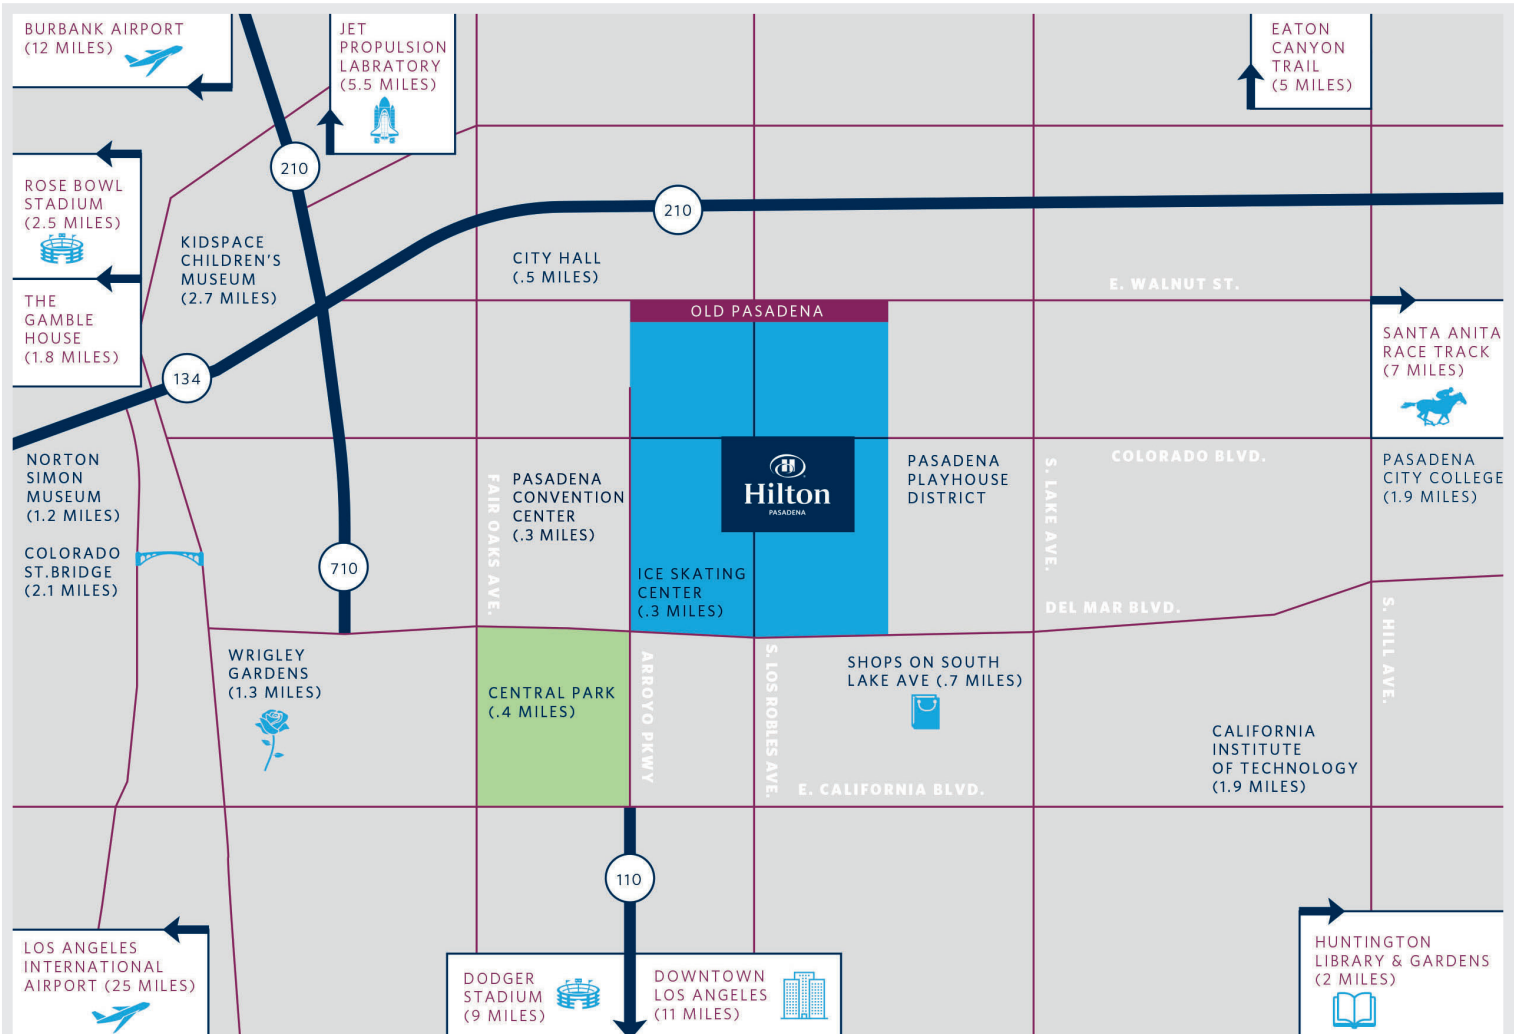 BURBANK AIRPORT
(12 MILES)
JET
PROPULSION
LABRATORY
(5.5 MILES)
EATON
CANYON
TRAIL
(5 MILES)
210
ROSE BOWL
STADIUM
(2.5 MILES)
210
KIDSPACE
CHILDREN'S
MUSEUM
(2.7 MILES)
CITY HALL
(.5 MILES)
E. WALNUT ST.
THE
GAMBLE
HOUSE
(1.8 MILES)
OLD PASADENA
SANTA ANITA
RACE TRACK
(7 MILES)
134
NORTON
SIMON
MUSEUM
(1.2 MILES)
COLORADO
ST.BRIDGE
(2.1 MILES)
710
FAIR OAKS AVE.
PASADENA
CONVENTION
CENTER
(.3 MILES)
Hilton
PASADENA
PASADENA
PLAYHOUSE
DISTRICT
S. LAKE AVE.
COLORADO BLVD.
PASADENA
CITY COLLEGE
(1.9 MILES)
ICE SKATING
CENTER
(.3 MILES)
DEL MAR BLVD.
S. HILL AVE.
WRIGLEY
GARDENS
(1.3 MILES)
CENTRAL PARK
(.4 MILES)
ARROYO PKWY
S. LOS ROBLES AVE.
SHOPS ON SOUTH
LAKE AVE (.7 MILES)
E. CALIFORNIA BLVD.
CALIFORNIA
INSTITUTE
OF TECHNOLOGY
(1.9 MILES)
110
LOS ANGELES
INTERNATIONAL
AIRPORT (25 MILES)
DODGER
STADIUM
(9 MILES)
DOWNTOWN
LOS ANGELES
(11 MILES)
HUNTINGTON
LIBRARY & GARDENS
(2 MILES)